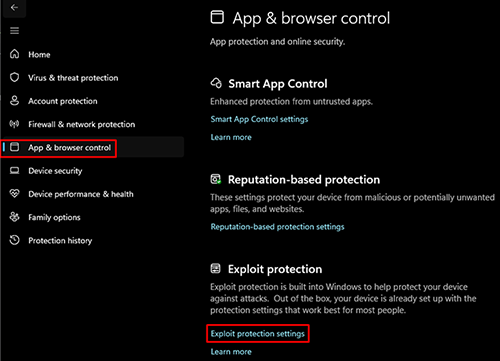 Home
Virus & threat protection
Account protection
Firewall & network protection
App & browser control
Device security
Device performance & health
Family options
Protection history
App & browser control
App protection and online security.
Smart App Control
Enhanced protection from untrusted apps.
Smart App Control settings
Learn more
Reputation-based protection
These settings protect your device from malicious or potentially unwanted
apps, files, and websites.
Reputation-based protection settings
Exploit protection
Exploit protection is built into Windows to help protect your device
against attacks. Out of the box, your device is already set up with the
protection settings that work best for most people.
Exploit protection settings
Learn more